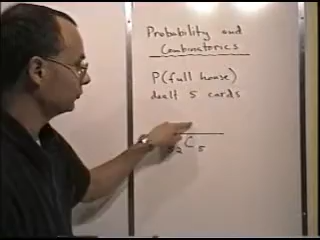 Probability and
Combinatorics
P(full house)
dealt 5 cards
52C5